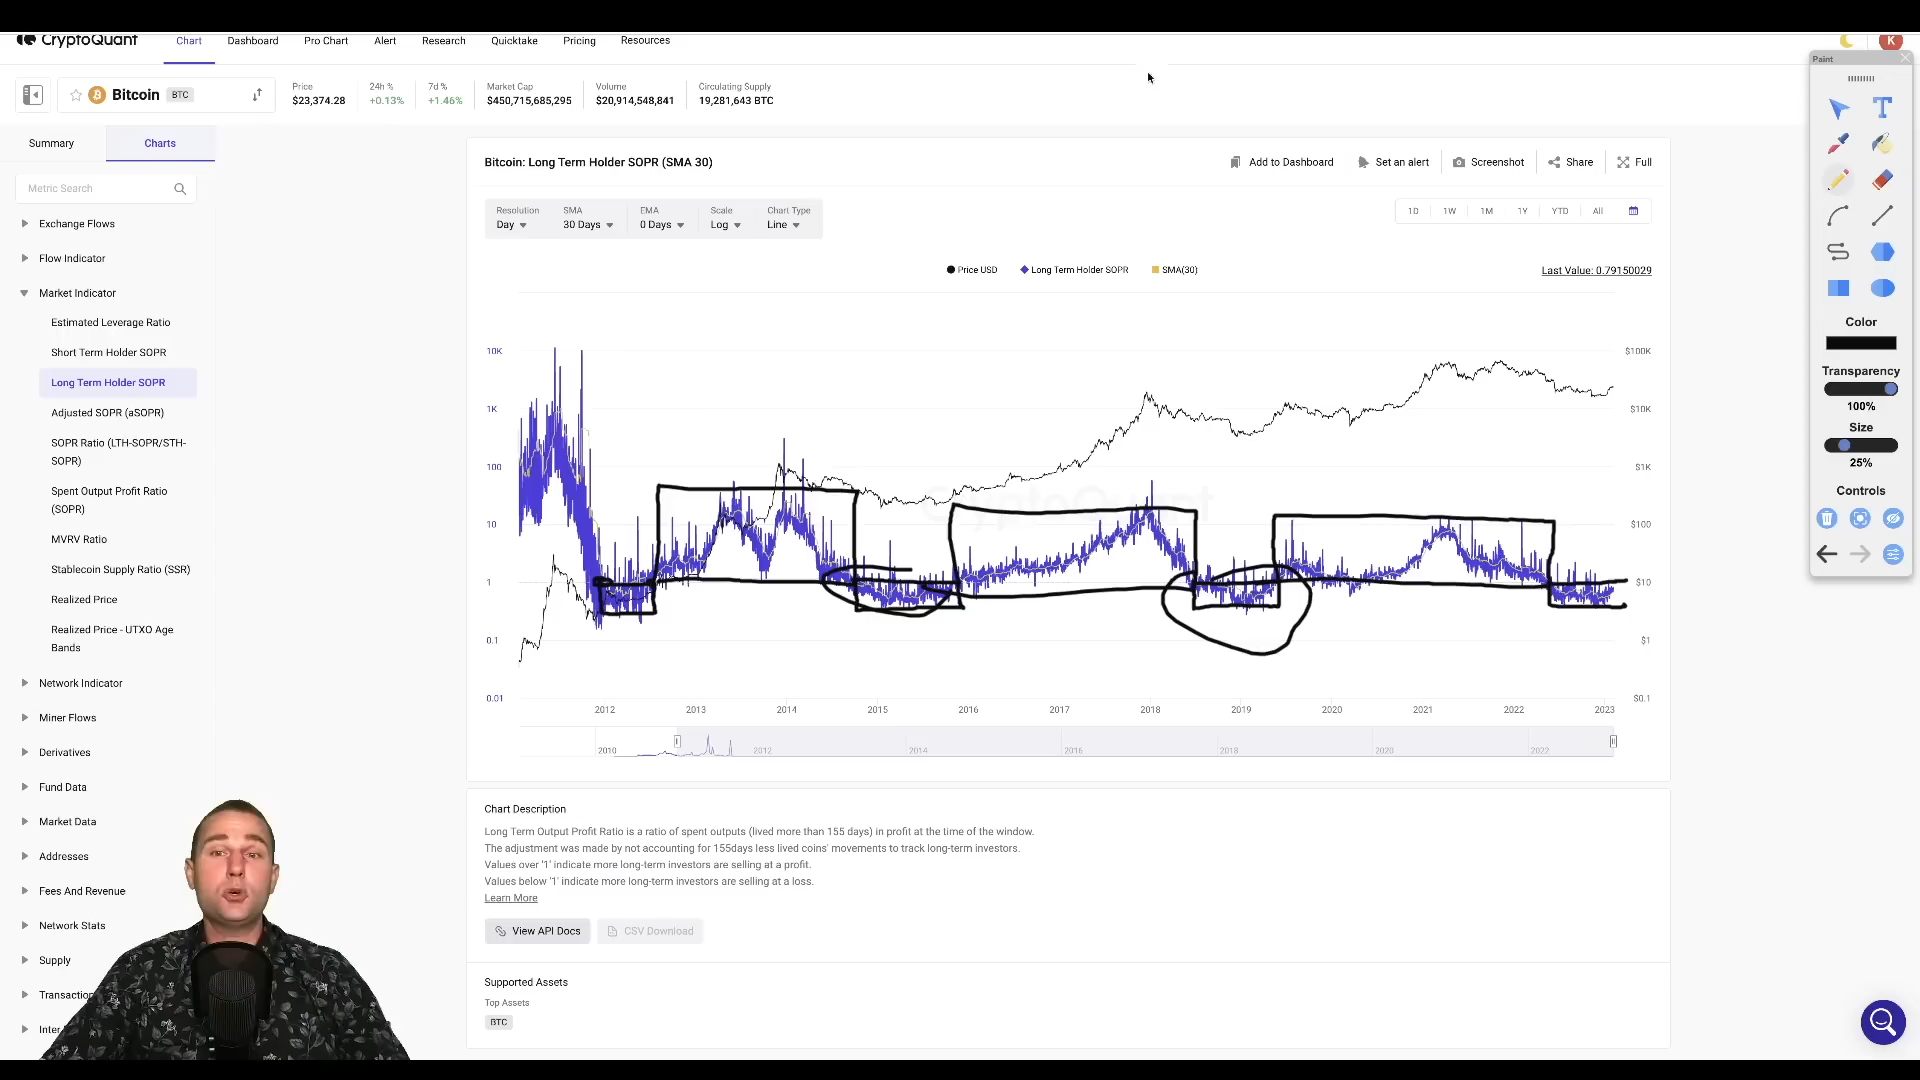 CryptoQuant
Chart Dashboard Pro Chart Alert Research Quicktake Pricing Resources
K
Paint
Bitcoin BTC
Price
$23,374.28
24h %
+0.13%
7d %
+1.46%
Market Cap
$450,715,685,295
Volume
$20,914,548,841
Circulating Supply
19,281,643 BTC
Summary Charts
Metric Search
Exchange Flows
Flow Indicator
Market Indicator
Estimated Leverage Ratio
Short Term Holder SOPR
Long Term Holder SOPR
Adjusted SOPR (aSOPR)
SOPR Ratio (LTH-SOPR/STH-
SOPR)
Spent Output Profit Ratio
(SOPR)
MVRV Ratio
Stablecoin Supply Ratio (SSR)
Realized Price
Realized Price - UTXO Age
Bands
Network Indicator
Miner Flows
Derivatives
Fund Data
Market Data
Addresses
Fees And Revenue
Network Stats
Supply
Transaction
Inter
Bitcoin: Long Term Holder SOPR (SMA 30)
Add to Dashboard Set an alert Screenshot Share Full
Resolution
Day
SMA
30 Days
EMA
0 Days
Scale
Log
Chart Type
Line
1D 1W 1M 1Y YTD All
Price USD Long Term Holder SOPR SMA(30)
Last Value: 0.79150029
CryptoQuant
10K $100K
1K $10K
100 $1K
10 $100
1 $10
0.1 $1
0.01 $0.1
2012 2013 2014 2015 2016 2017 2018 2019 2020 2021 2022 2023
2010 2012 2014 2016 2018 2020 2022
Chart Description
Long Term Output Profit Ratio is a ratio of spent outputs (lived more than 155 days) in profit at the time of the window.
The adjustment was made by not accounting for 155days less lived coins' movements to track long-term investors.
Values over '1' indicate more long-term investors are selling at a profit.
Values below '1' indicate more long-term investors are selling at a loss.
Learn More
View API Docs CSV Download
Supported Assets
Top Assets
BTC
T
Color
Transparency
100%
Size
25%
Controls